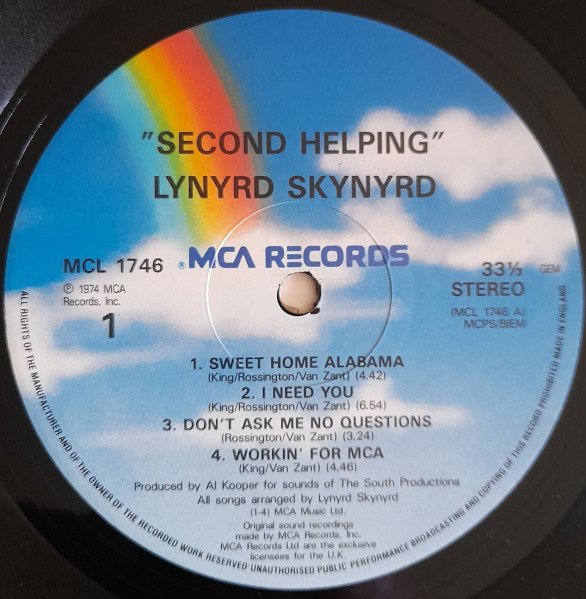 "SECOND HELPING"
LYNYRD SKYNYRD
MCL 1746
® MCA RECORDS
33⅓
GEM
STEREO
℗ 1974 MCA
Records, Inc.
1
(MCL 1746 A)
MCPS/BIEM
1. SWEET HOME ALABAMA
(King/Rossington/Van Zant) (4.42)
2. I NEED YOU
(King/Rossington/Van Zant) (6.54)
3. DON'T ASK ME NO QUESTIONS
(Rossington/Van Zant) (3.24)
4. WORKIN' FOR MCA
(King/Van Zant) (4.46)
Produced by Al Kooper for sounds of The South Productions
All songs arranged by Lynyrd Skynyrd
(1-4) MCA Music Ltd.
Original sound recordings
made by MCA Records, Inc.
MCA Records Ltd are the exclusive
licensees for the U.K.
ALL RIGHTS OF THE MANUFACTURER AND OF THE OWNER OF THE RECORDED WORK RESERVED UNAUTHORISED PUBLIC PERFORMANCE BROADCASTING AND COPYING OF THIS RECORD PROHIBITED MADE IN ENGLAND